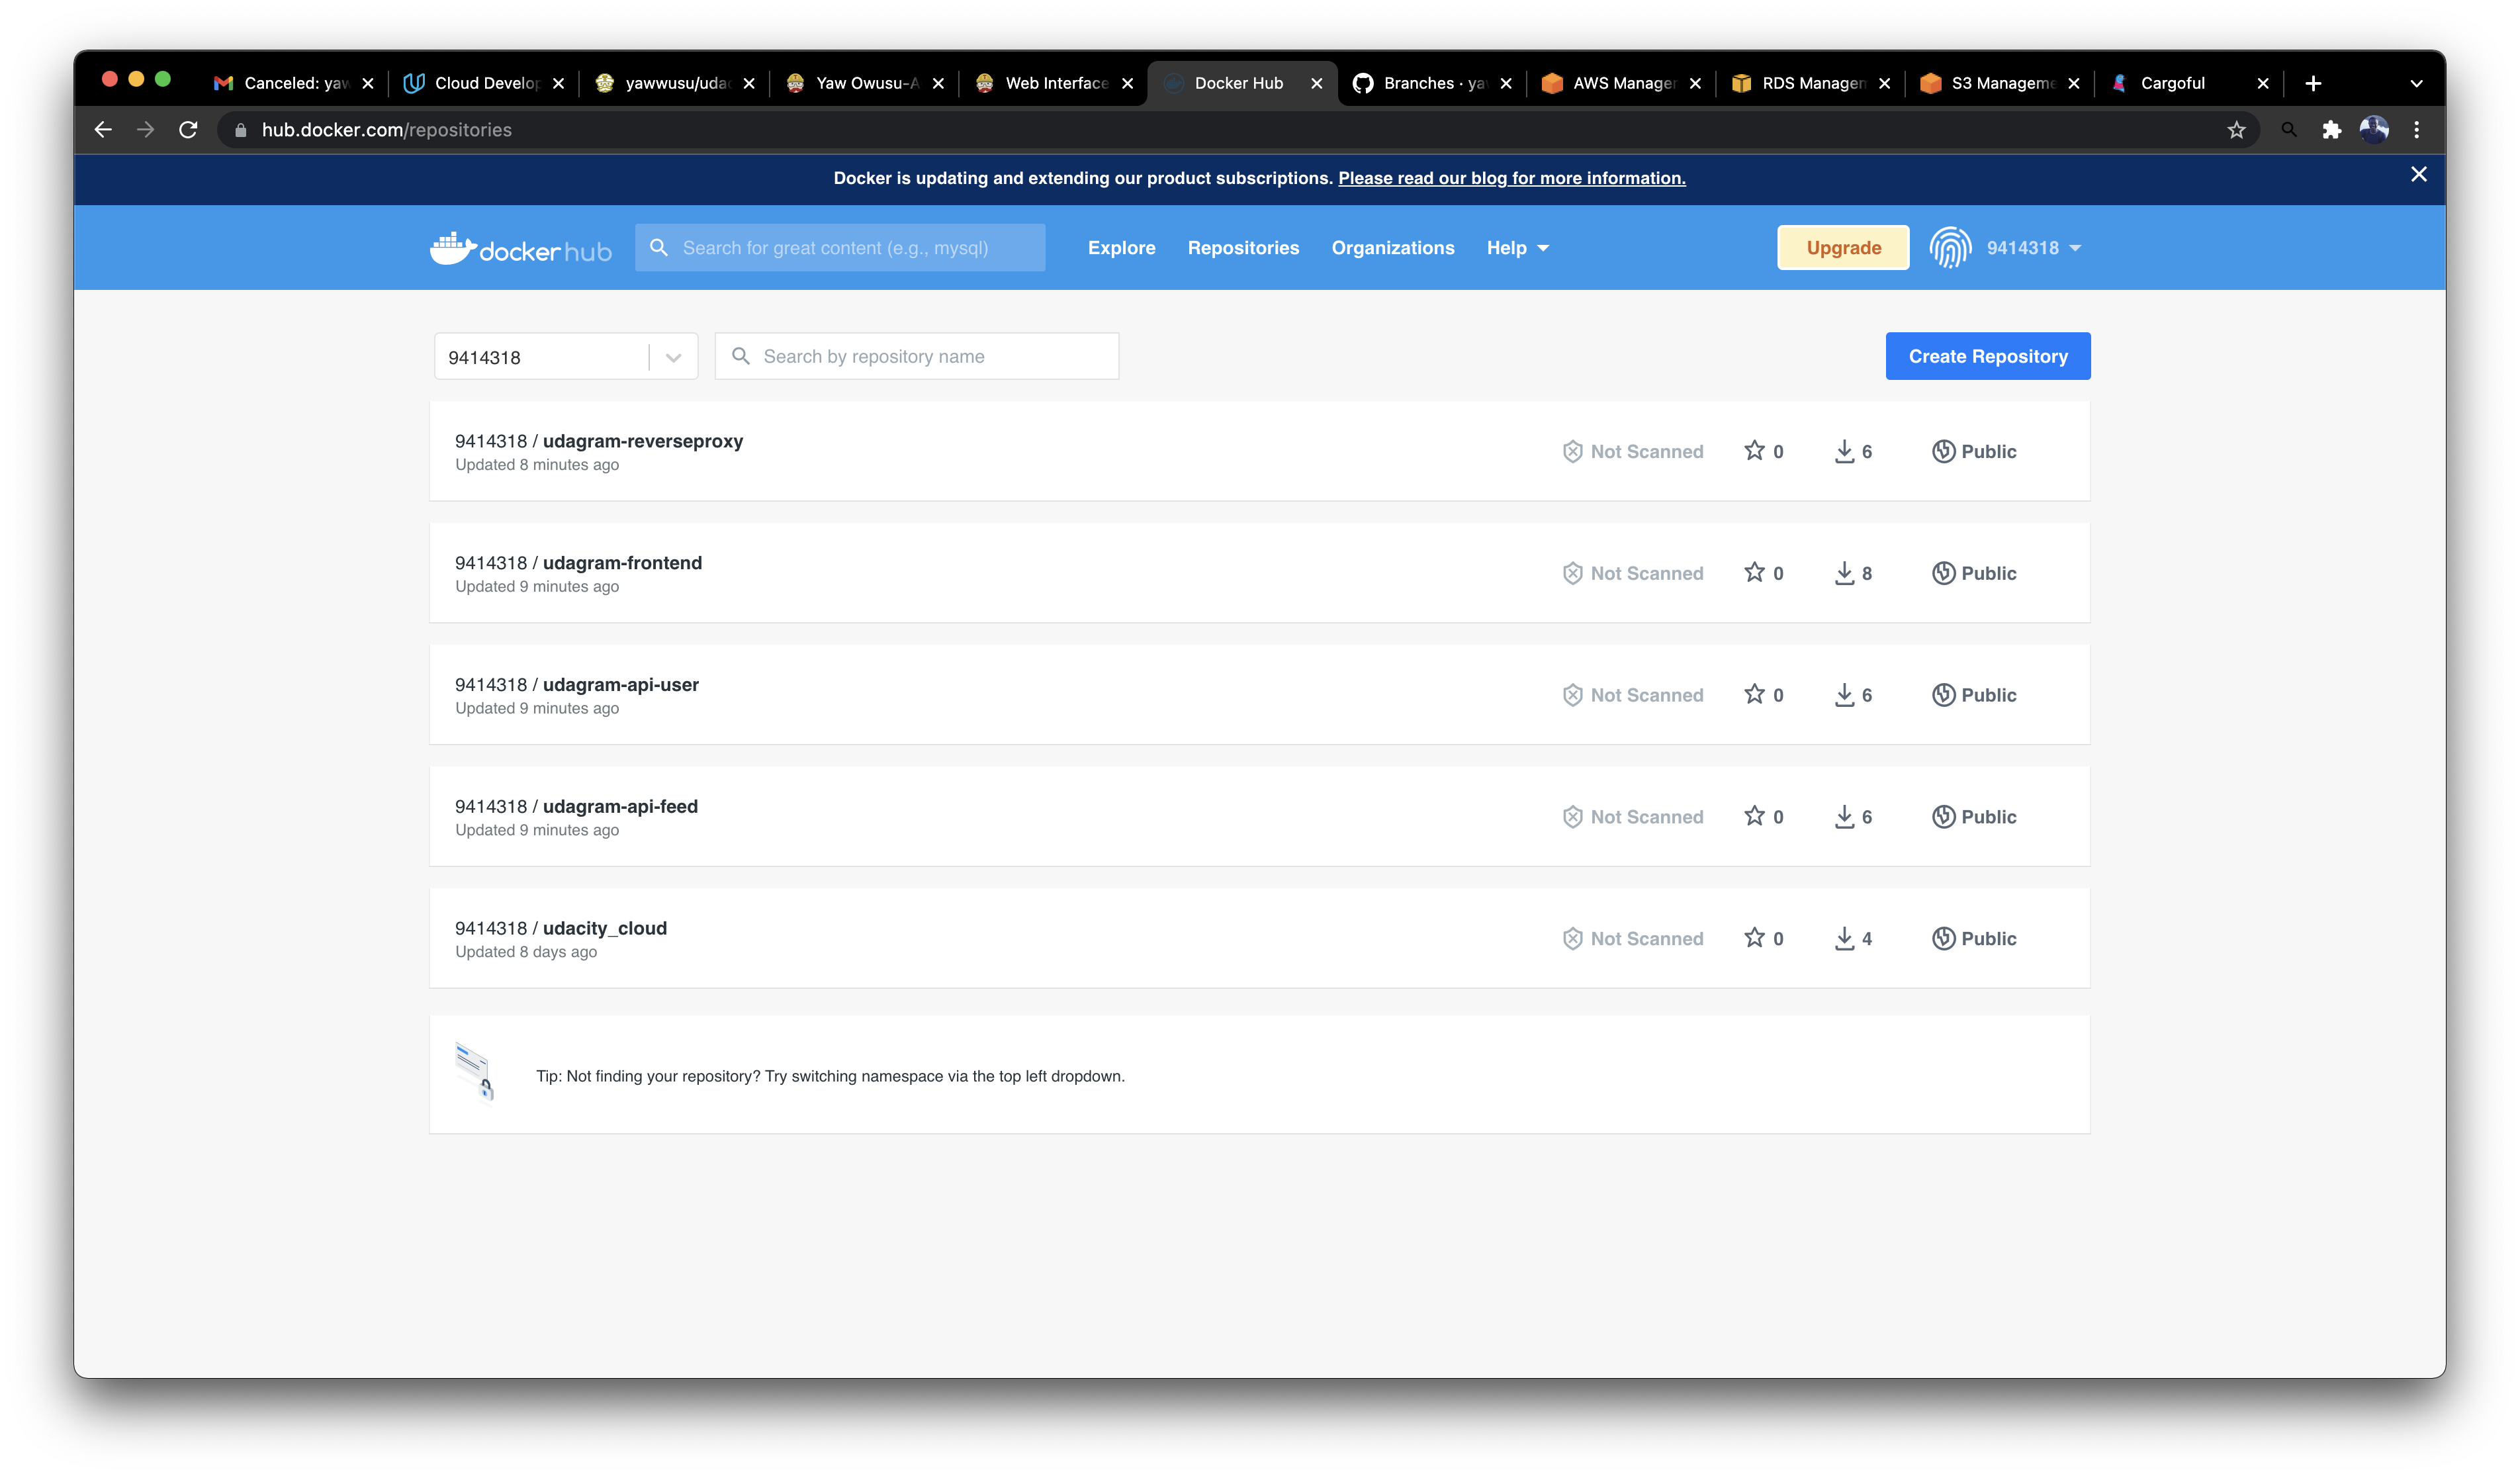 Canceled: yaw
Cloud Develop
yawwusu/udac
Yaw Owusu-A
Web Interface
Docker Hub
Branches · yav
AWS Manager
RDS Managem
S3 Manageme
Cargoful
hub.docker.com/repositories
Docker is updating and extending our product subscriptions. Please read our blog for more information.
docker hub
Search for great content (e.g., mysql)
Explore
Repositories
Organizations
Help
Upgrade
9414318
9414318
Search by repository name
Create Repository
9414318 / udagram-reverseproxy
Updated 8 minutes ago
Not Scanned
0
6
Public
9414318 / udagram-frontend
Updated 9 minutes ago
Not Scanned
0
8
Public
9414318 / udagram-api-user
Updated 9 minutes ago
Not Scanned
0
6
Public
9414318 / udagram-api-feed
Updated 9 minutes ago
Not Scanned
0
6
Public
9414318 / udacity_cloud
Updated 8 days ago
Not Scanned
0
4
Public
Tip: Not finding your repository? Try switching namespace via the top left dropdown.